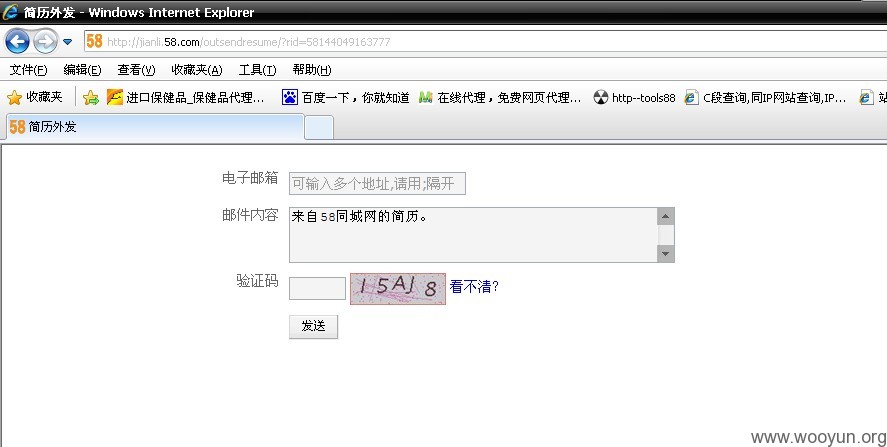 简历外发 - Windows Internet Explorer
58 http://jianli.58.com/outsendresume/?rid=58144049163777
文件(F) 编辑(E) 查看(V) 收藏夹(A) 工具(T) 帮助(H)
收藏夹 进口保健品_保健品代理... 百度一下，你就知道 在线代理，免费网页代理... http--tools88 C段查询,同IP网站查询,IP... 站
58 简历外发
电子邮箱 可输入多个地址,请用;隔开
邮件内容 来自58同城网的简历。
验证码 I5AJ8 看不清?
发送
www.wooyun.org